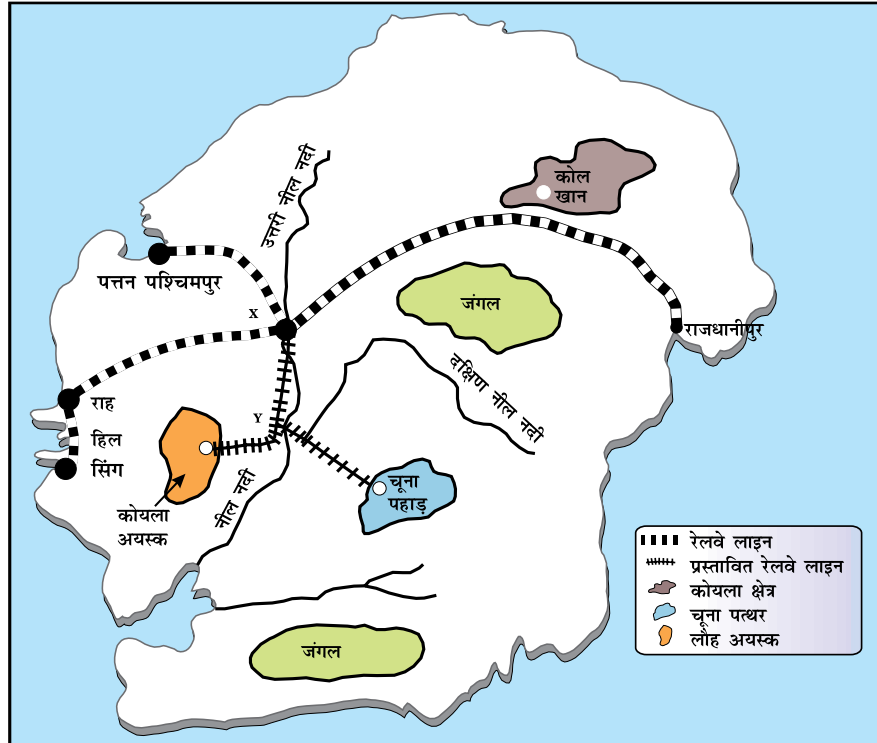 उत्तरी नील नदी
कोल
खान
पत्तन पश्चिमपुर
X
जंगल
राजधानीपुर
दक्षिण नील नदी
राह
हिल
सिंग
Y
कोयला
अयस्क
नील नदी
चूना
पहाड़
जंगल
रेलवे लाइन
प्रस्तावित रेलवे लाइन
कोयला क्षेत्र
चूना पत्थर
लौह अयस्क